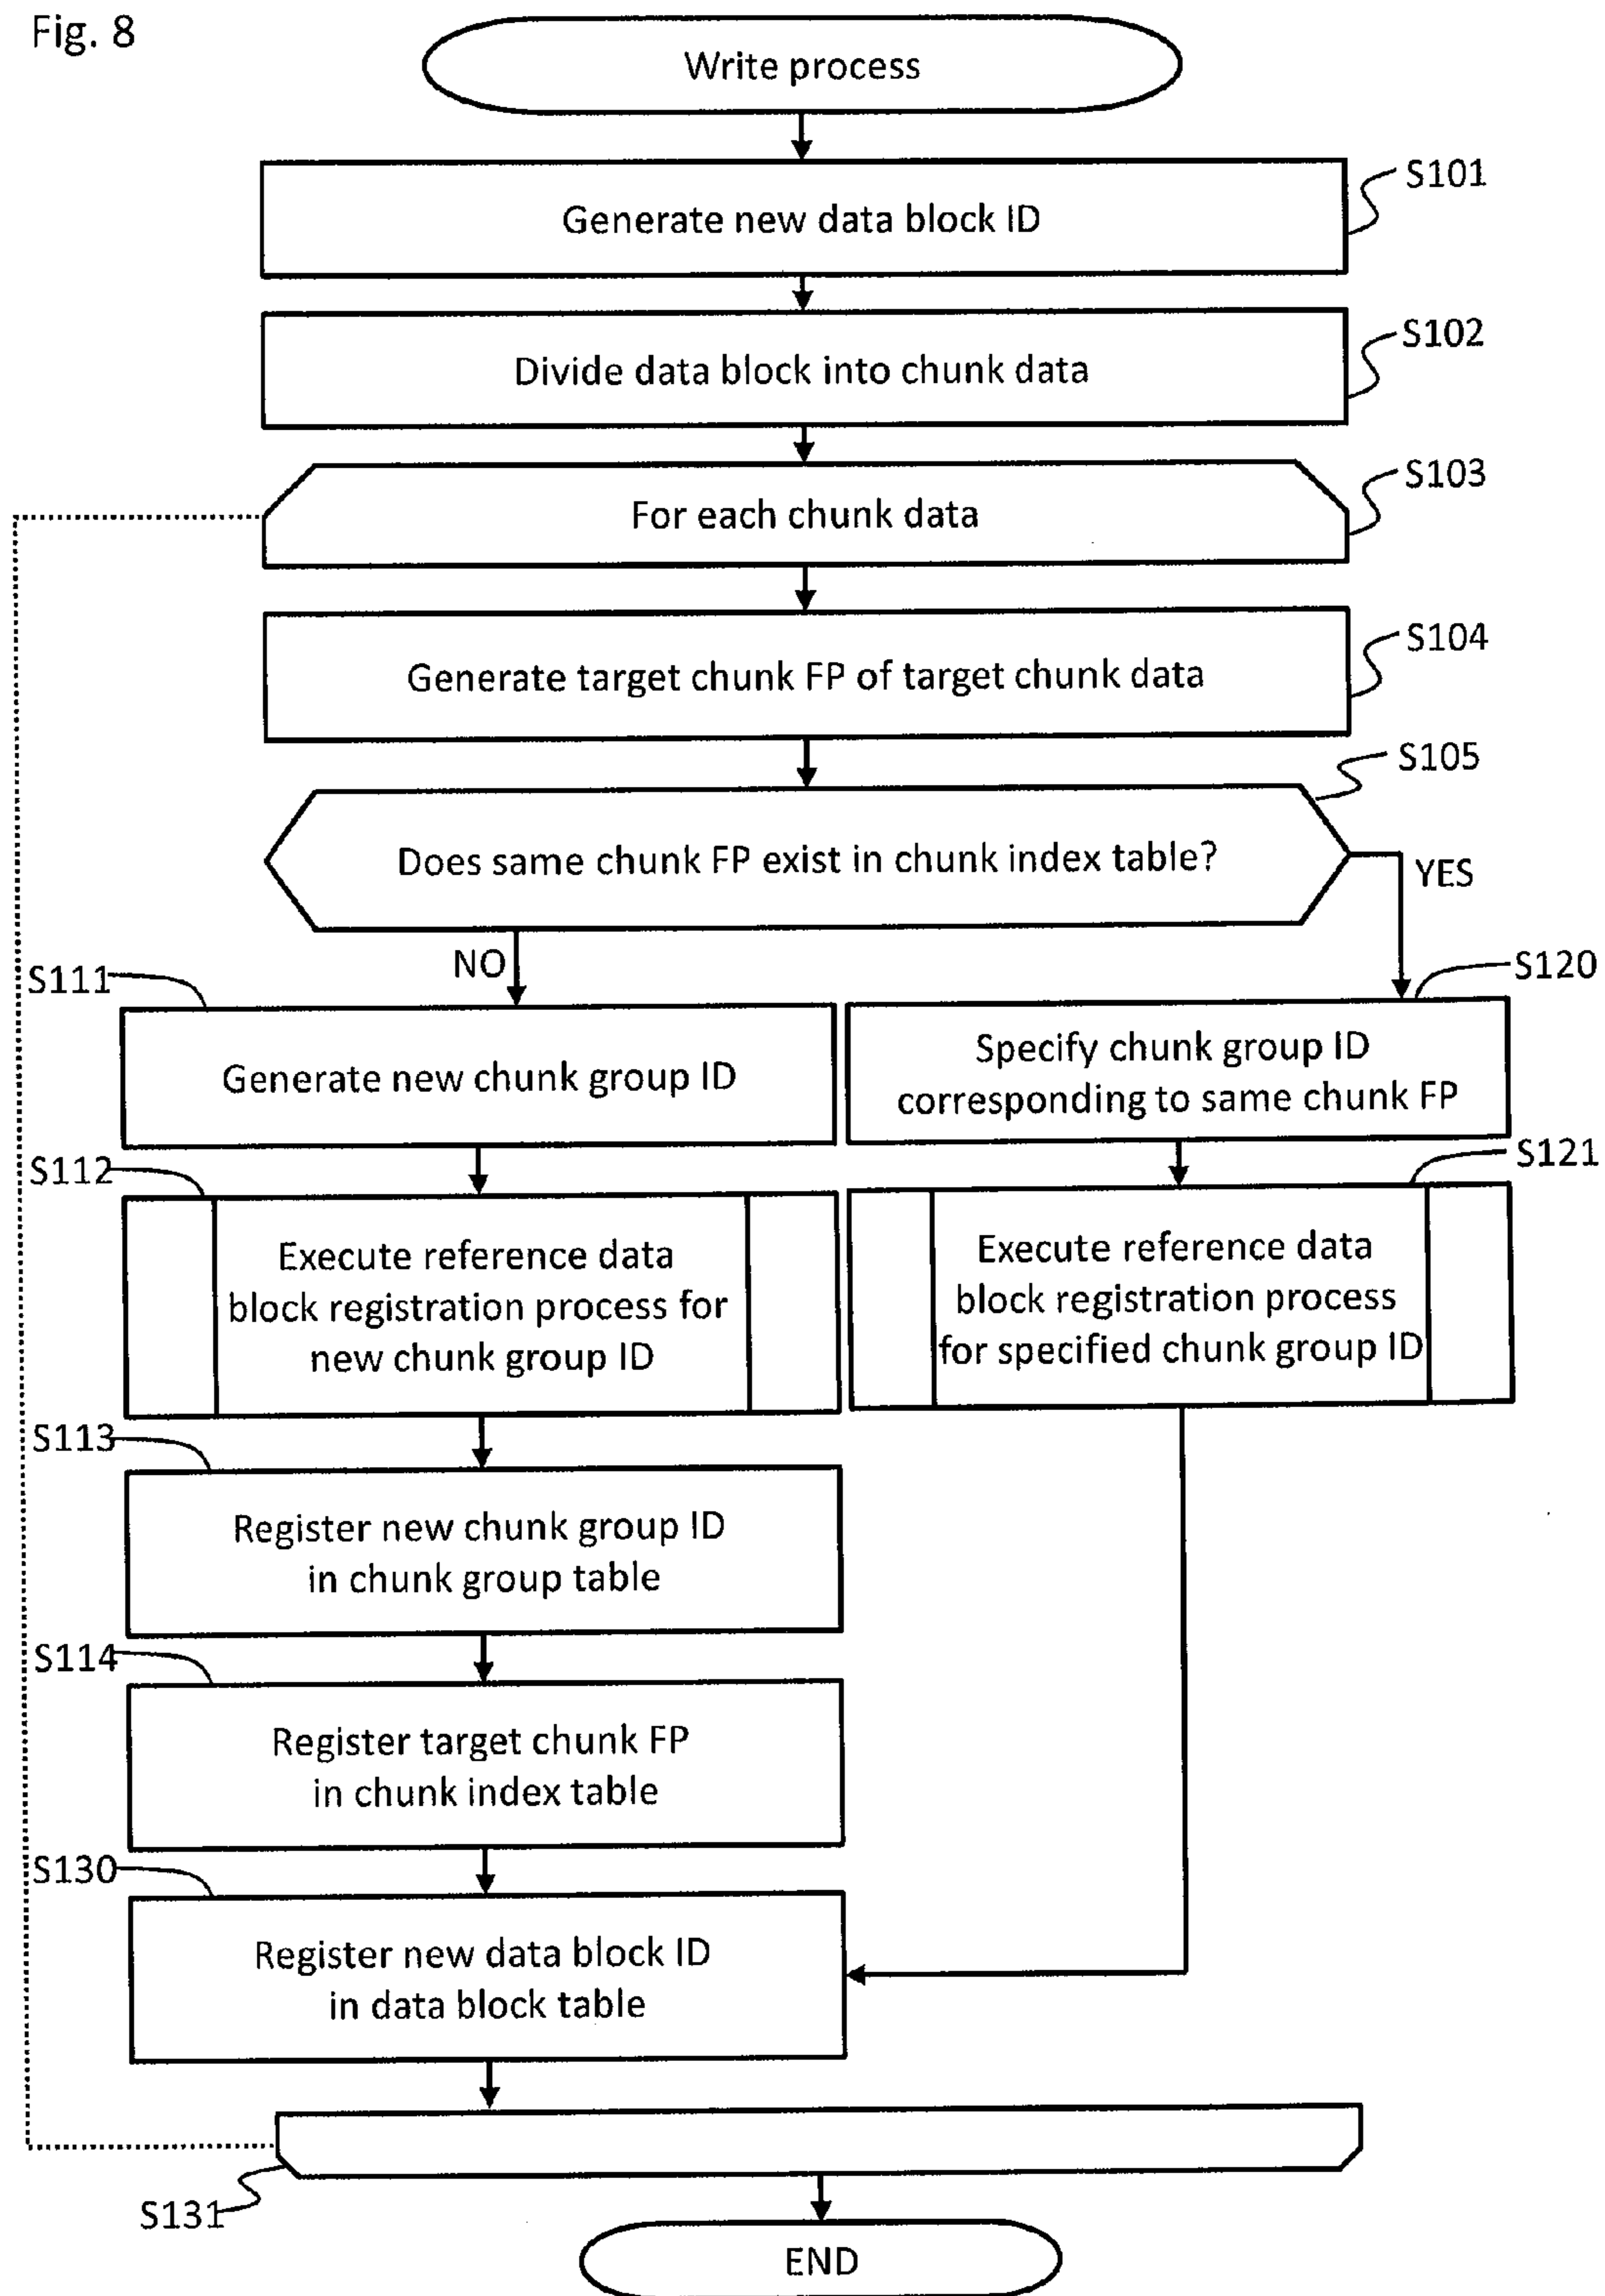 Fig. 8
Write process
S101
Generate new data block ID
S102
Divide data block into chunk data
S103
For each chunk data
S104
Generate target chunk FP of target chunk data
S105
Does same chunk FP exist in chunk index table?
YES
NO
S111
Generate new chunk group ID
S120
Specify chunk group ID
corresponding to same chunk FP
S112
Execute reference data
block registration process for
new chunk group ID
S121
Execute reference data
block registration process
for specified chunk group ID
S113
Register new chunk group ID
in chunk group table
S114
Register target chunk FP
in chunk index table
S130
Register new data block ID
in data block table
S131
END